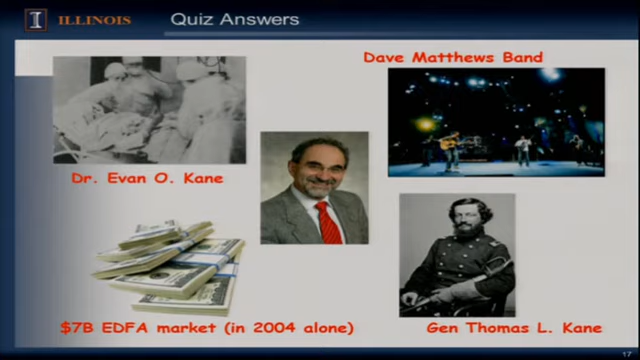 I ILLINOIS
Quiz Answers
Dave Matthews Band
Dr. Evan O. Kane
$7B EDFA market (in 2004 alone)
Gen Thomas L. Kane
17